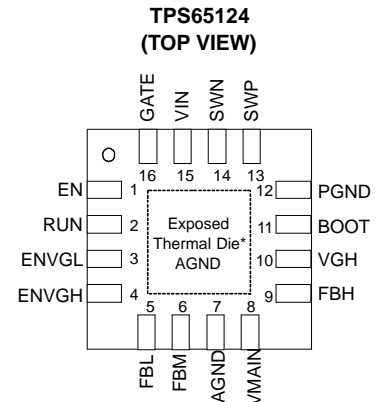 TPS65124
(TOP VIEW)
GATE
VIN
SWN
SWP
16 15 14 13
EN 1
RUN 2
ENVGL 3
ENVGH 4
Exposed
Thermal Die*
AGND
12 PGND
11 BOOT
10 VGH
9 FBH
5 6 7 8
FBL
FBM
AGND
VMAIN